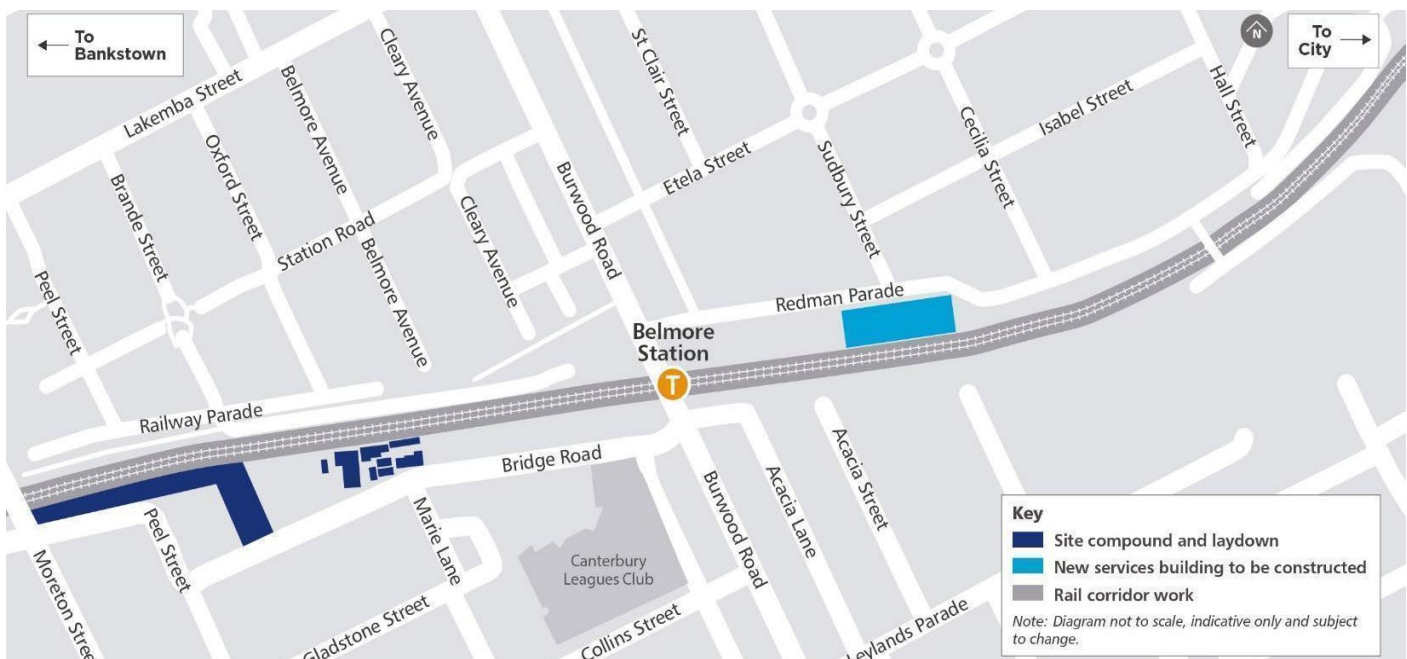 To
Bankstown
N
To
City
Lakemba Street
Cleary Avenue
Belmore Avenue
Oxford Street
Brande Street
Peel Street
Station Road
Belmore Avenue
Cleary Avenue
Burwood Road
St Clair Street
Etela Street
Sudbury Street
Cecilia Street
Isabel Street
Hall Street
Redman Parade
Belmore
Station
T
Railway Parade
Bridge Road
Peel Street
Moreton Street
Marie Lane
Gladstone Street
Canterbury
Leagues Club
Collins Street
Burwood Road
Acacia Lane
Acacia Street
Leylands Parade
Key
Site compound and laydown
New services building to be constructed
Rail corridor work
Note: Diagram not to scale, indicative only and subject
to change.